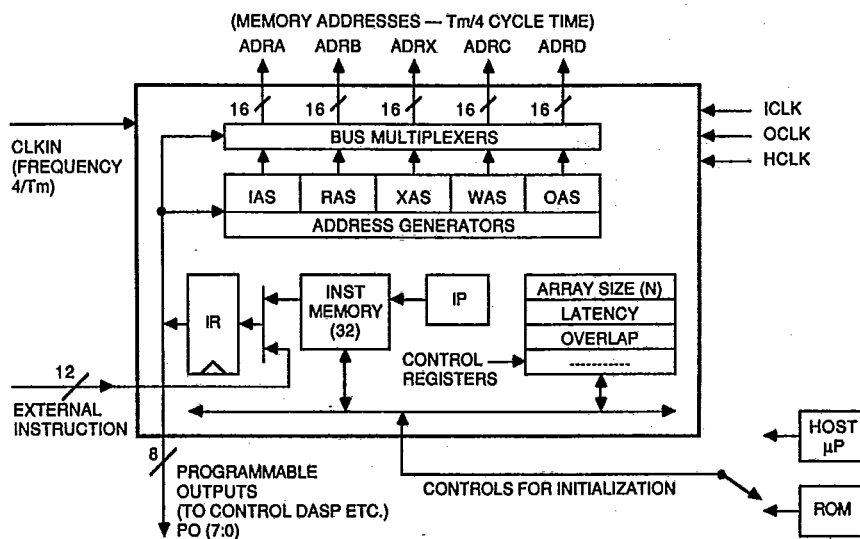 (MEMORY ADDRESSES — Tm/4 CYCLE TIME)
ADRA ADRB ADRX ADRC ADRD
16 16 16 16 16
BUS MULTIPLEXERS
ICLK
OCLK
HCLK
CLKIN
(FREQUENCY
4/Tm)
IAS RAS XAS WAS OAS
ADDRESS GENERATORS
IR
INST
MEMORY
(32)
IP
ARRAY SIZE (N)
LATENCY
OVERLAP
----------
CONTROL
REGISTERS
12
EXTERNAL
INSTRUCTION
8
PROGRAMMABLE
OUTPUTS
(TO CONTROL DASP ETC.)
PO (7:0)
CONTROLS FOR INITIALIZATION
HOST
μP
ROM